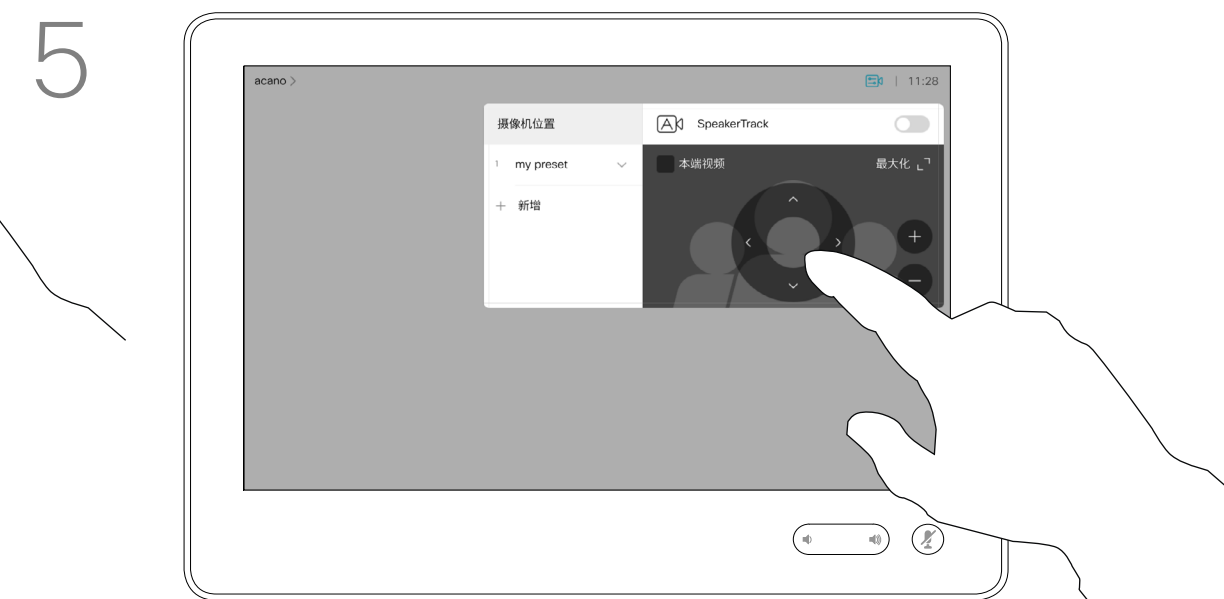 5
acano >
| 11:28
摄像机位置
SpeakerTrack
1 my preset
本端视频
最大化
+ 新增